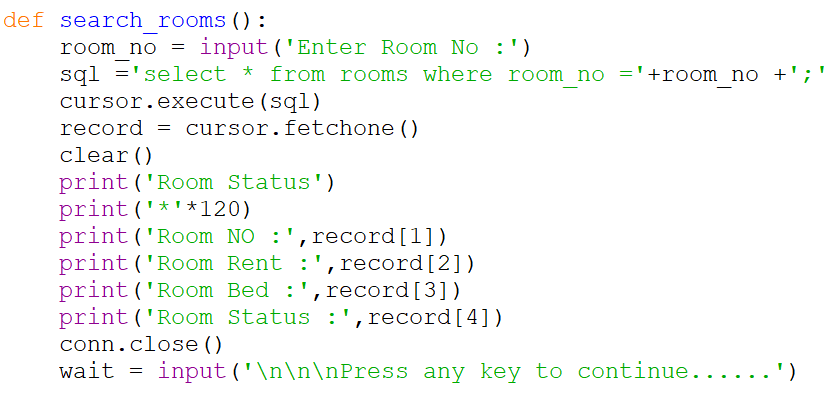 def search_rooms():
    room_no = input('Enter Room No :')
    sql ='select * from rooms where room_no ='+room_no +';'
    cursor.execute(sql)
    record = cursor.fetchone()
    clear()
    print('Room Status')
    print('*'*120)
    print('Room NO :',record[1])
    print('Room Rent :',record[2])
    print('Room Bed :',record[3])
    print('Room Status :',record[4])
    conn.close()
    wait = input('\n\n\nPress any key to continue......')